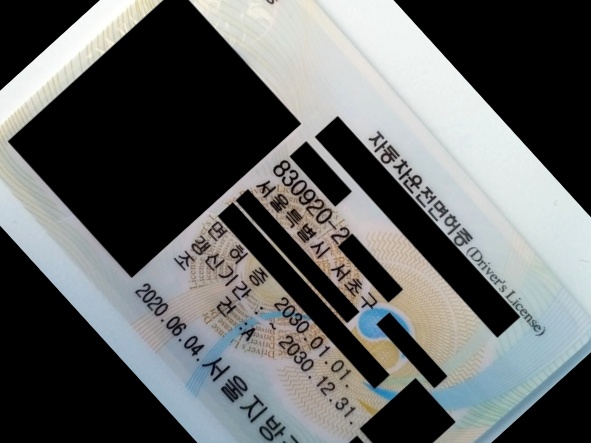 자동차운전면허증 (Driver's License)
830920-2
서울특별시 서초구
면허증
갱신기간 : 2030.01.01.
~ 2030.12.31.
조 건 :A
2020.06.04. 서울지방